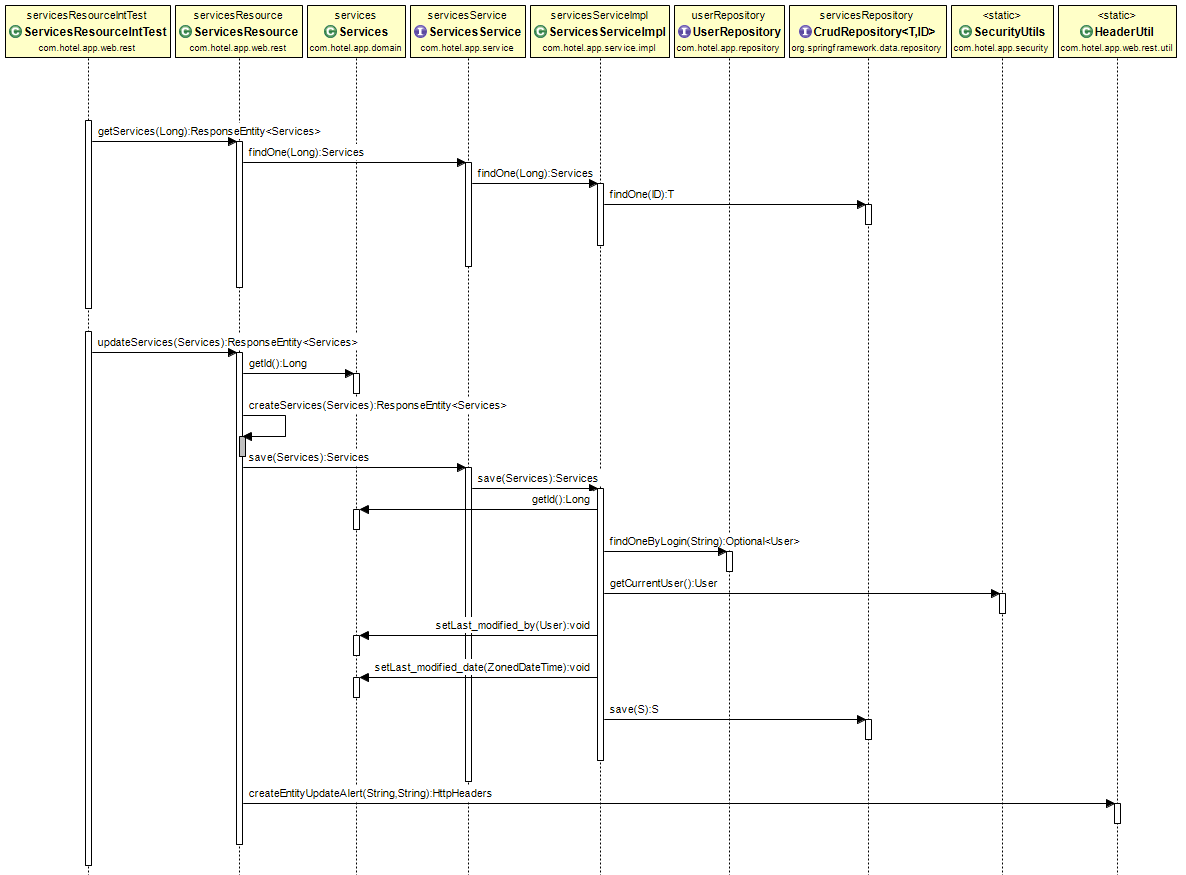 servicesResourceIntTest
C ServicesResourceIntTest
com.hotel.app.web.rest
servicesResource
C ServicesResource
com.hotel.app.web.rest
services
C Services
com.hotel.app.domain
servicesService
I ServicesService
com.hotel.app.service
servicesServiceImpl
C ServicesServiceImpl
com.hotel.app.service.impl
userRepository
I UserRepository
com.hotel.app.repository
servicesRepository
I CrudRepository<T,ID>
org.springframework.data.repository
<static>
C SecurityUtils
com.hotel.app.security
<static>
C HeaderUtil
com.hotel.app.web.rest.util
getServices(Long):ResponseEntity<Services>
findOne(Long):Services
findOne(Long):Services
findOne(ID):T
updateServices(Services):ResponseEntity<Services>
getId():Long
createServices(Services):ResponseEntity<Services>
save(Services):Services
save(Services):Services
getId():Long
findOneByLogin(String):Optional<User>
getCurrentUser():User
setLast_modified_by(User):void
setLast_modified_date(ZonedDateTime):void
save(S):S
createEntityUpdateAlert(String,String):HttpHeaders